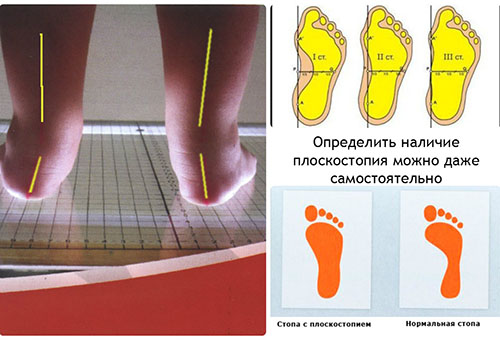 I ст. II ст. III ст.
Определить наличие
плоскостопия можно даже
самостоятельно
Стопа с плоскостопием Нормальная стопа